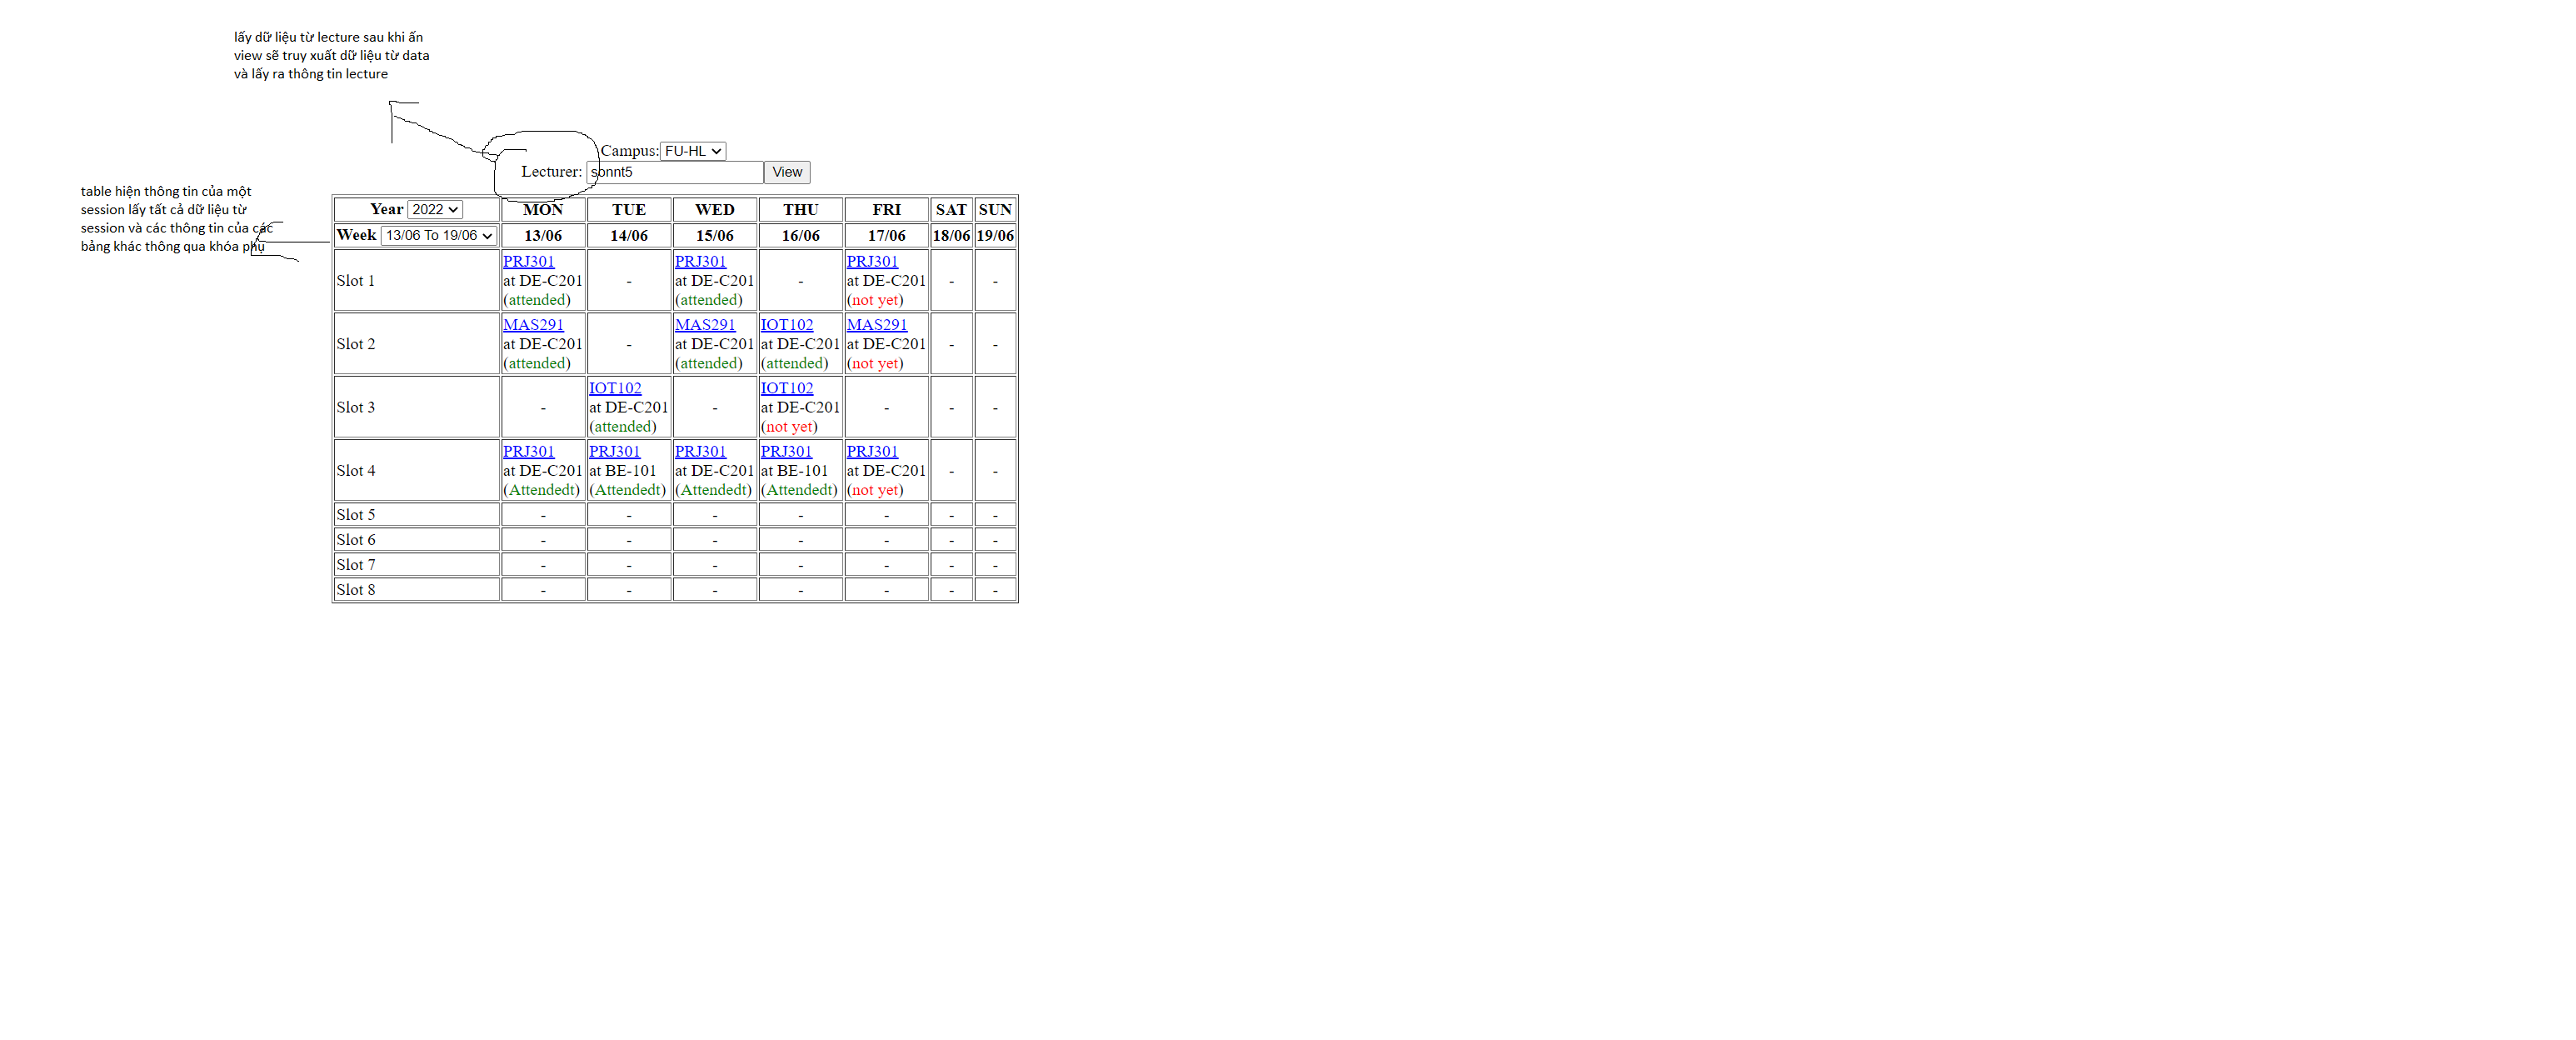 lấy dữ liệu từ lecture sau khi ấn
view sẽ truy xuất dữ liệu từ data
và lấy ra thông tin lecture
Campus: FU-HL
Lecturer: sonnt5 View
table hiện thông tin của một
session lấy tất cả dữ liệu từ
session và các thông tin của các
bảng khác thông qua khóa phụ
Year 2022 MON TUE WED THU FRI SAT SUN
Week 13/06 To 19/06 13/06 14/06 15/06 16/06 17/06 18/06 19/06
PRJ301 PRJ301 PRJ301
Slot 1 at DE-C201 - at DE-C201 - at DE-C201 - -
(attended) (attended) (not yet)
MAS291 MAS291 IOT102 MAS291
Slot 2 at DE-C201 - at DE-C201 at DE-C201 at DE-C201 - -
(attended) (attended) (attended) (not yet)
IOT102 IOT102
Slot 3 - at DE-C201 - at DE-C201 - - -
(attended) (not yet)
PRJ301 PRJ301 PRJ301 PRJ301 PRJ301
Slot 4 at DE-C201 at BE-101 at DE-C201 at BE-101 at DE-C201 - -
(Attendedt) (Attendedt) (Attendedt) (Attendedt) (not yet)
Slot 5 - - - - - - -
Slot 6 - - - - - - -
Slot 7 - - - - - - -
Slot 8 - - - - - - -